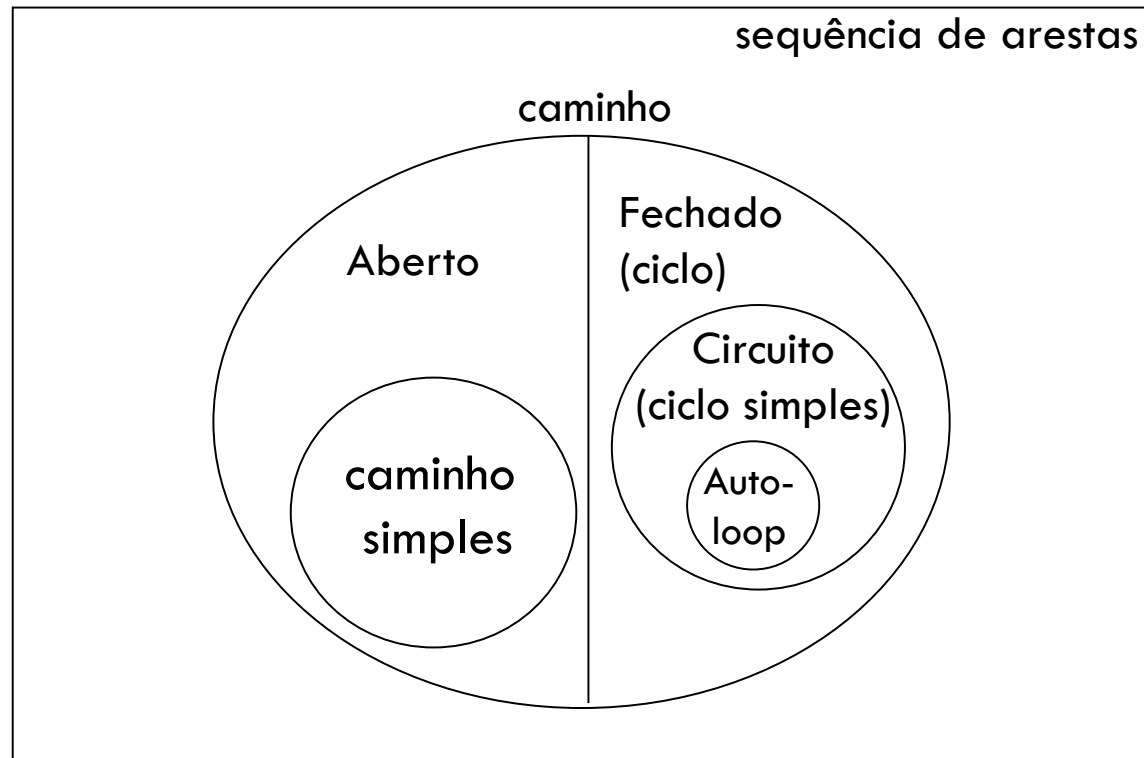 sequência de arestas
caminho
Aberto
Fechado
(ciclo)
Circuito
(ciclo simples)
caminho
simples
Auto-
loop